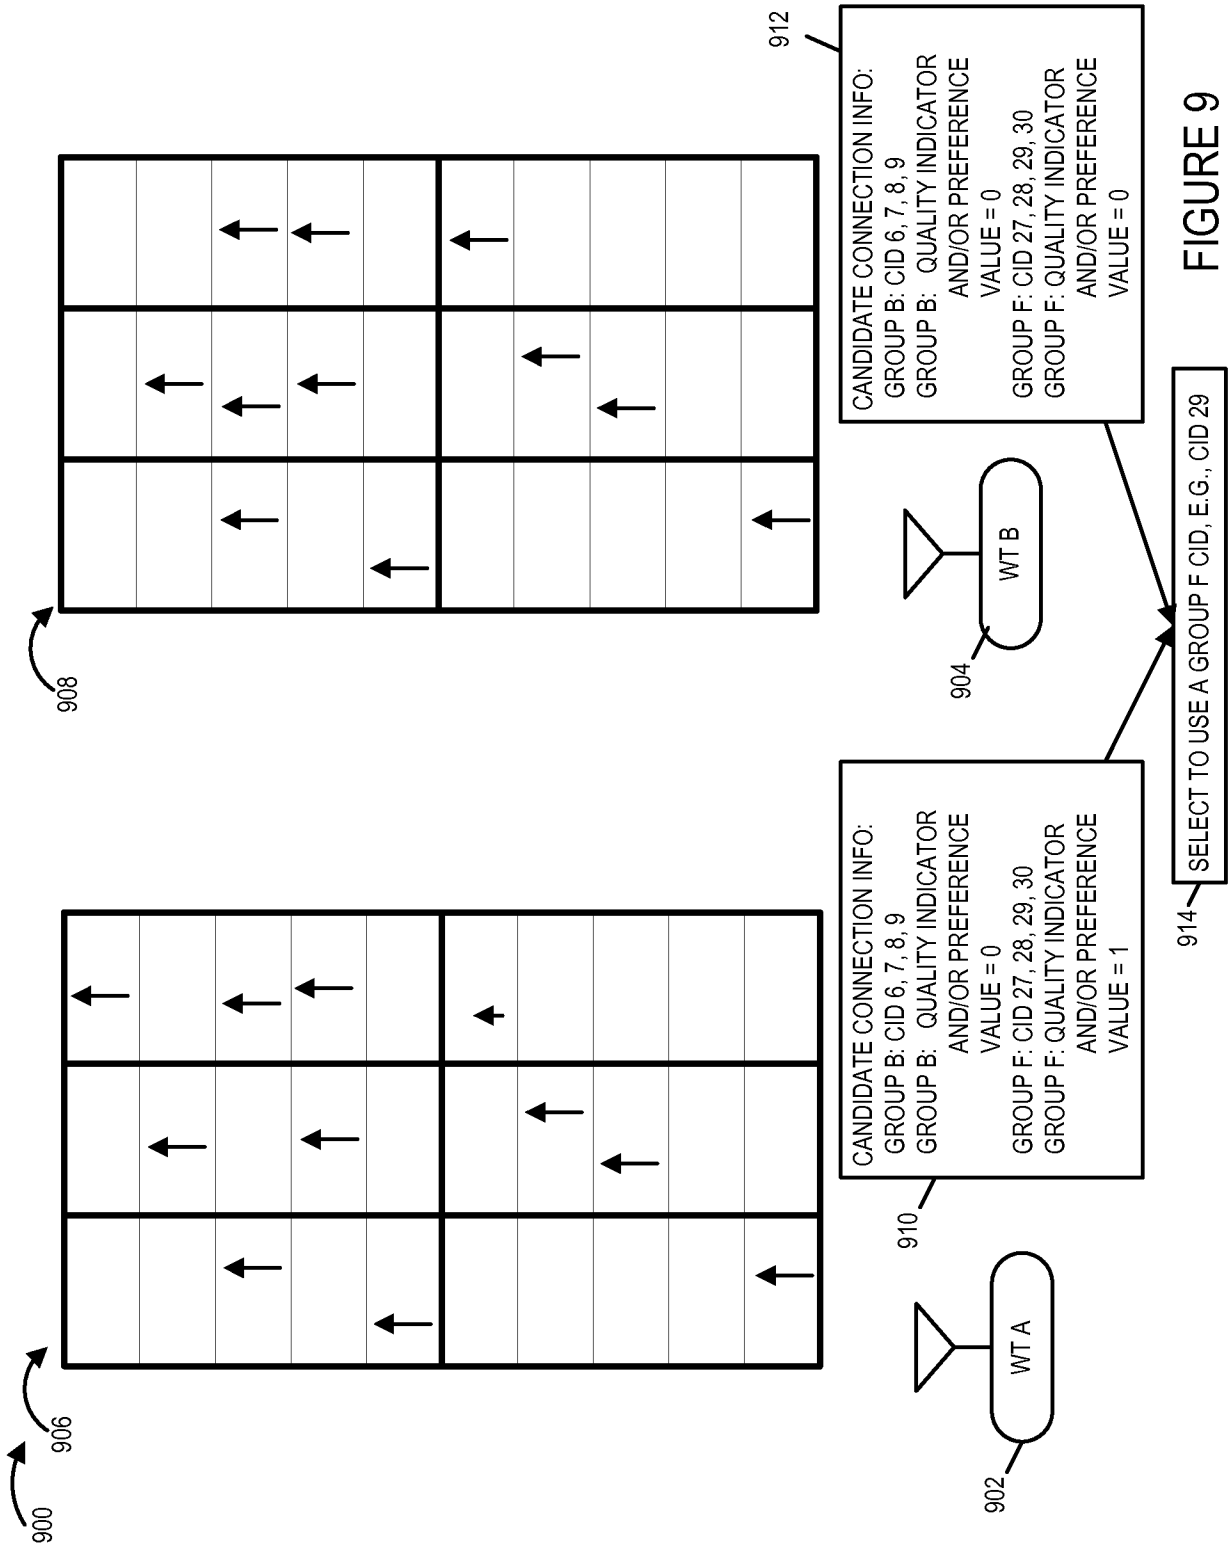 900
906
908
902
WT A
904
WT B
910
CANDIDATE CONNECTION INFO:
GROUP B: CID 6, 7, 8, 9
GROUP B: QUALITY INDICATOR
AND/OR PREFERENCE
VALUE = 0
GROUP F: CID 27, 28, 29, 30
GROUP F: QUALITY INDICATOR
AND/OR PREFERENCE
VALUE = 1
912
CANDIDATE CONNECTION INFO:
GROUP B: CID 6, 7, 8, 9
GROUP B: QUALITY INDICATOR
AND/OR PREFERENCE
VALUE = 0
GROUP F: CID 27, 28, 29, 30
GROUP F: QUALITY INDICATOR
AND/OR PREFERENCE
VALUE = 0
914
SELECT TO USE A GROUP F CID, E.G., CID 29
FIGURE 9